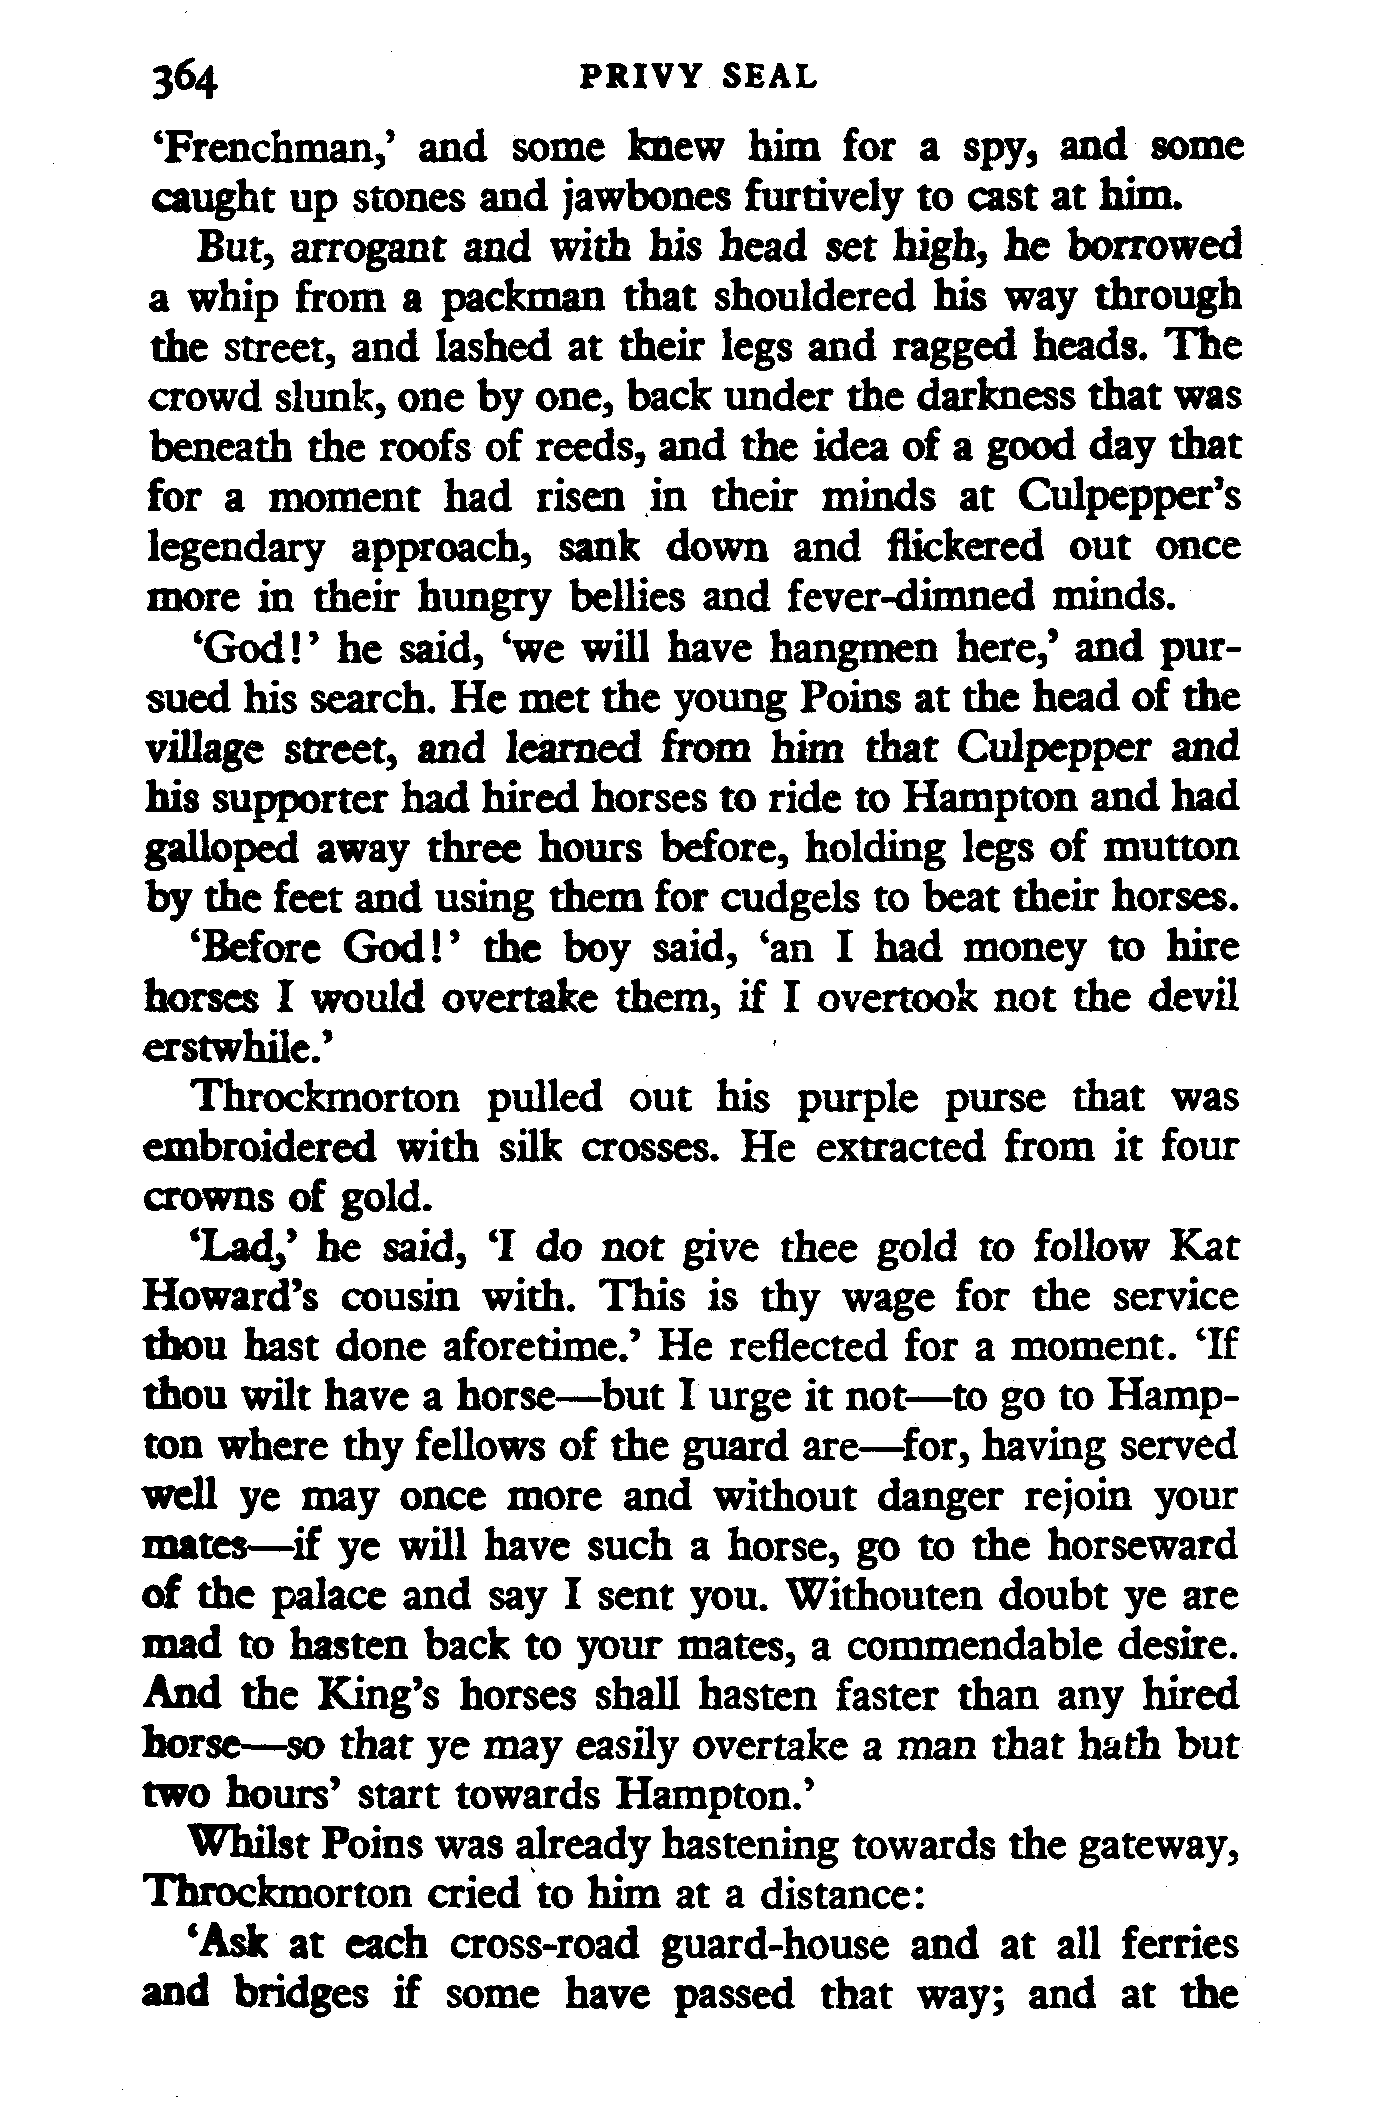 364 PRIVY SEAL
‘Frenchman,’ and some knew him for a spy, and some
caught up stones and jawbones furtively to cast at him.
But, arrogant and with his head set high, he borrowed
a whip from a packman that shouldered his way through
the street, and lashed at their legs and ragged heads. The
crowd slunk, one by one, back under the darkness that was
beneath the roofs of reeds, and the idea of a good day that
for a moment had risen in their minds at Culpepper’s
legendary approach, sank down and flickered out once
more in their hungry bellies and fever-dimned minds.
‘God!’ he said, ‘we will have hangmen here,’ and pur-
sued his search. He met the young Poins at the head of the
village street, and learned from him that Culpepper and
his supporter had hired horses to ride to Hampton and had
galloped away three hours before, holding legs of mutton
by the feet and using them for cudgels to beat their horses.
‘Before God!’ the boy said, ‘an I had money to hire
horses I would overtake them, if I overtook not the devil
erstwhile.’
Throckmorton pulled out his purple purse that was
embroidered with silk crosses. He extracted from it four
crowns of gold.
‘Lad,’ he said, ‘I do not give thee gold to follow Kat
Howard’s cousin with. This is thy wage for the service
thou hast done aforetime.’ He reflected for a moment. ‘If
thou wilt have a horse—but I urge it not—to go to Hamp-
ton where thy fellows of the guard are—for, having served
well ye may once more and without danger rejoin your
mates—if ye will have such a horse, go to the horseward
of the palace and say I sent you. Withouten doubt ye are
mad to hasten back to your mates, a commendable desire.
And the King’s horses shall hasten faster than any hired
horse—so that ye may easily overtake a man that hath but
two hours’ start towards Hampton.’
Whilst Poins was already hastening towards the gateway,
Throckmorton cried to him at a distance:
‘Ask at each cross-road guard-house and at all ferries
and bridges if some have passed that way; and at the